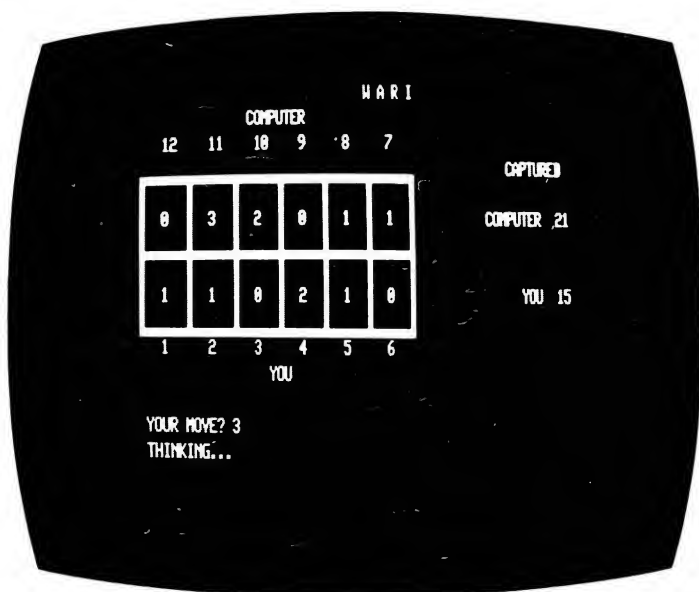 W A R I
COMPUTER
12 11 10 9 8 7
CAPTURED
0 3 2 0 1 1
COMPUTER 21
1 1 0 2 1 0
YOU 15
1 2 3 4 5 6
YOU
YOUR MOVE? 3
THINKING...